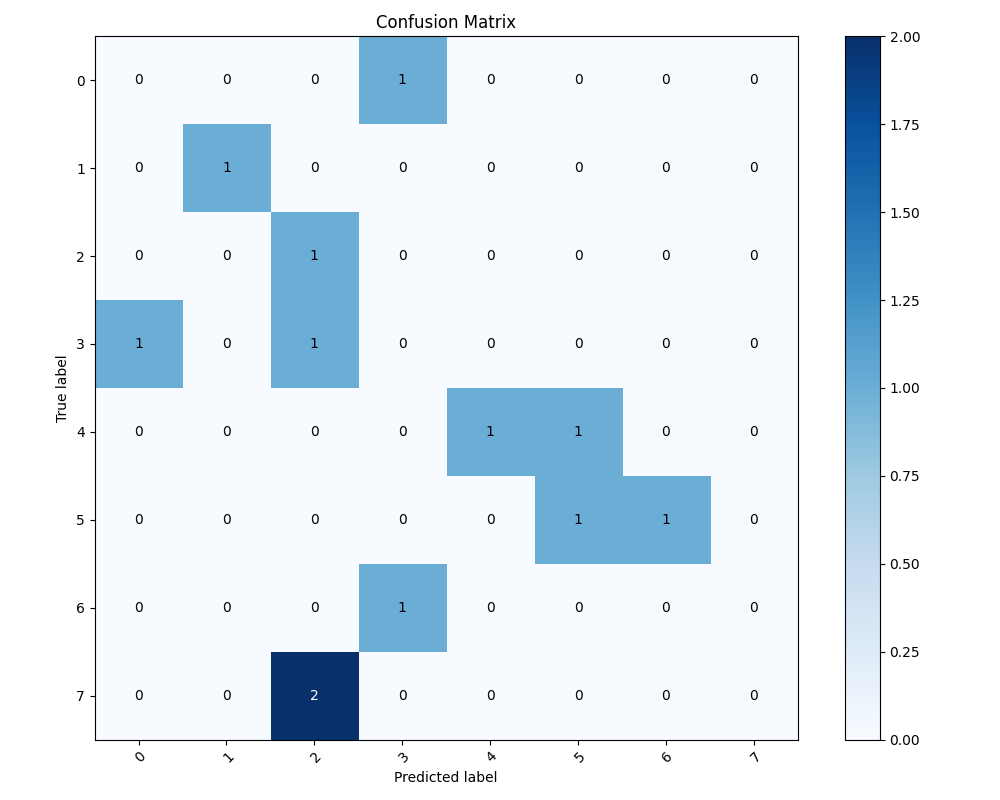 Confusion Matrix
0 0 0 0 1 0 0 0 0
1 0 1 0 0 0 0 0 0
2 0 0 1 0 0 0 0 0
3 1 0 1 0 0 0 0 0
4 0 0 0 0 1 1 0 0
5 0 0 0 0 0 1 1 0
6 0 0 0 1 0 0 0 0
7 0 0 2 0 0 0 0 0
0 1 2 3 4 5 6 7
True label
Predicted label
2.00
1.75
1.50
1.25
1.00
0.75
0.50
0.25
0.00